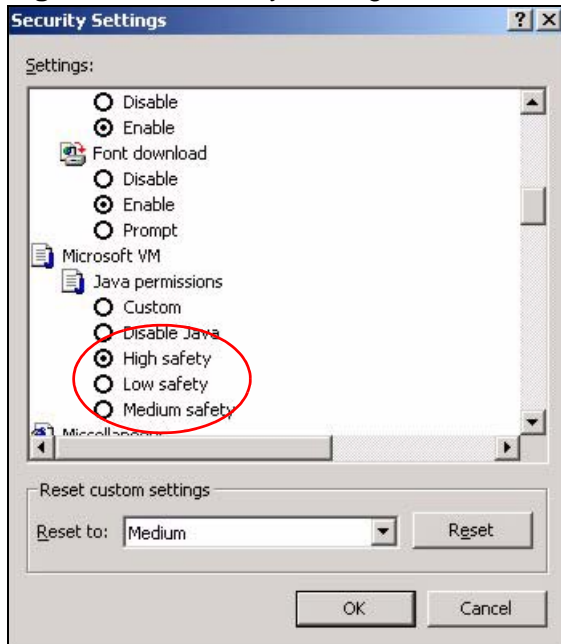 Security Settings
Settings:
Disable
Enable
Font download
Disable
Enable
Prompt
Microsoft VM
Java permissions
Custom
Disable Java
High safety
Low safety
Medium safety
Miscellaneous
Reset custom settings
Reset to: Medium Reset
OK Cancel